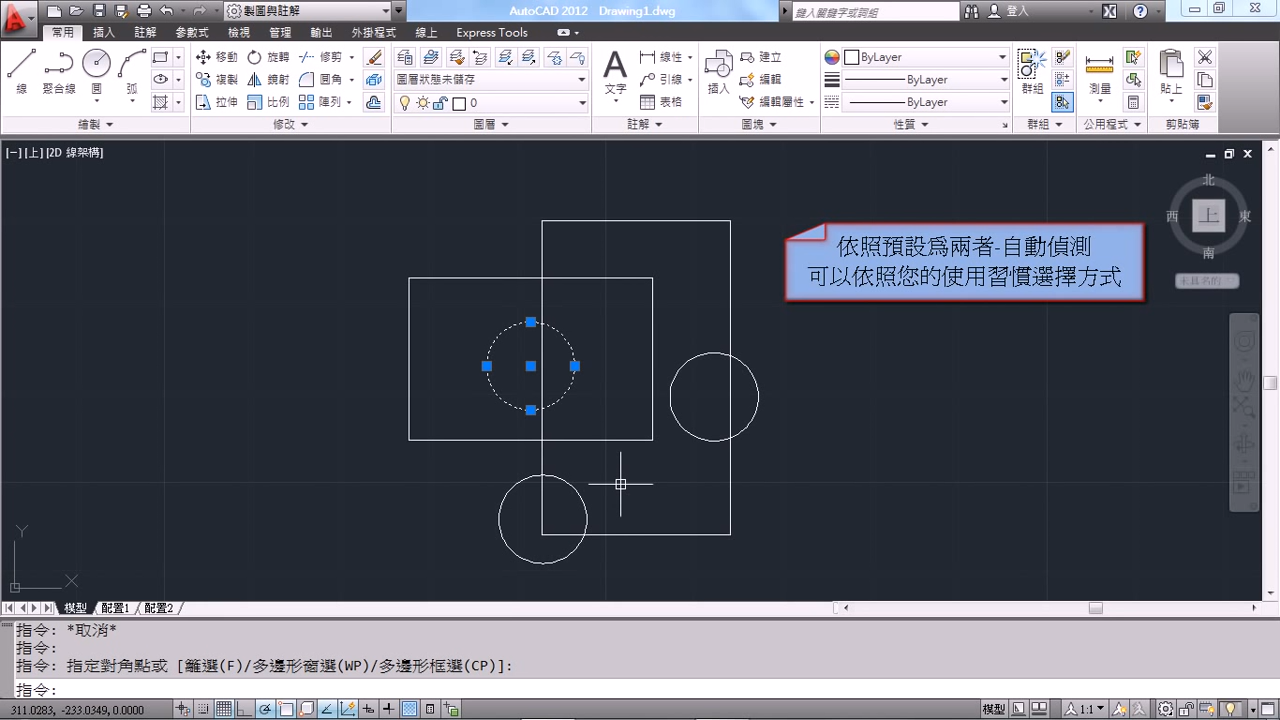 製圖與註解
AutoCAD 2012 Drawing1.dwg
鍵入關鍵字或詞組
登入
常用 插入 註解 參數式 檢視 管理 輸出 外掛程式 線上 Express Tools
線 聚合線 圓 弧
移動 旋轉 修剪
複製 鏡射 圓角
拉伸 比例 陣列
圖層狀態未儲存
0
文字
線性
引線
表格
插入
建立
編輯
編輯屬性
ByLayer
ByLayer
ByLayer
群組
測量
貼上
繪製 修改 圖層 註解 圖塊 性質 群組 公用程式 剪貼簿
[−][上][2D 線架構]
北
西 上 東
南
依照預設為兩者-自動偵測
可以依照您的使用習慣選擇方式
Y
X
模型 配置1 配置2
指令: *取消*
指令:
指令: 指定對角點或 [籬選(F)/多邊形窗選(WP)/多邊形框選(CP)]:
指令:
311.0283, -233.0349, 0.0000
模型
1:1